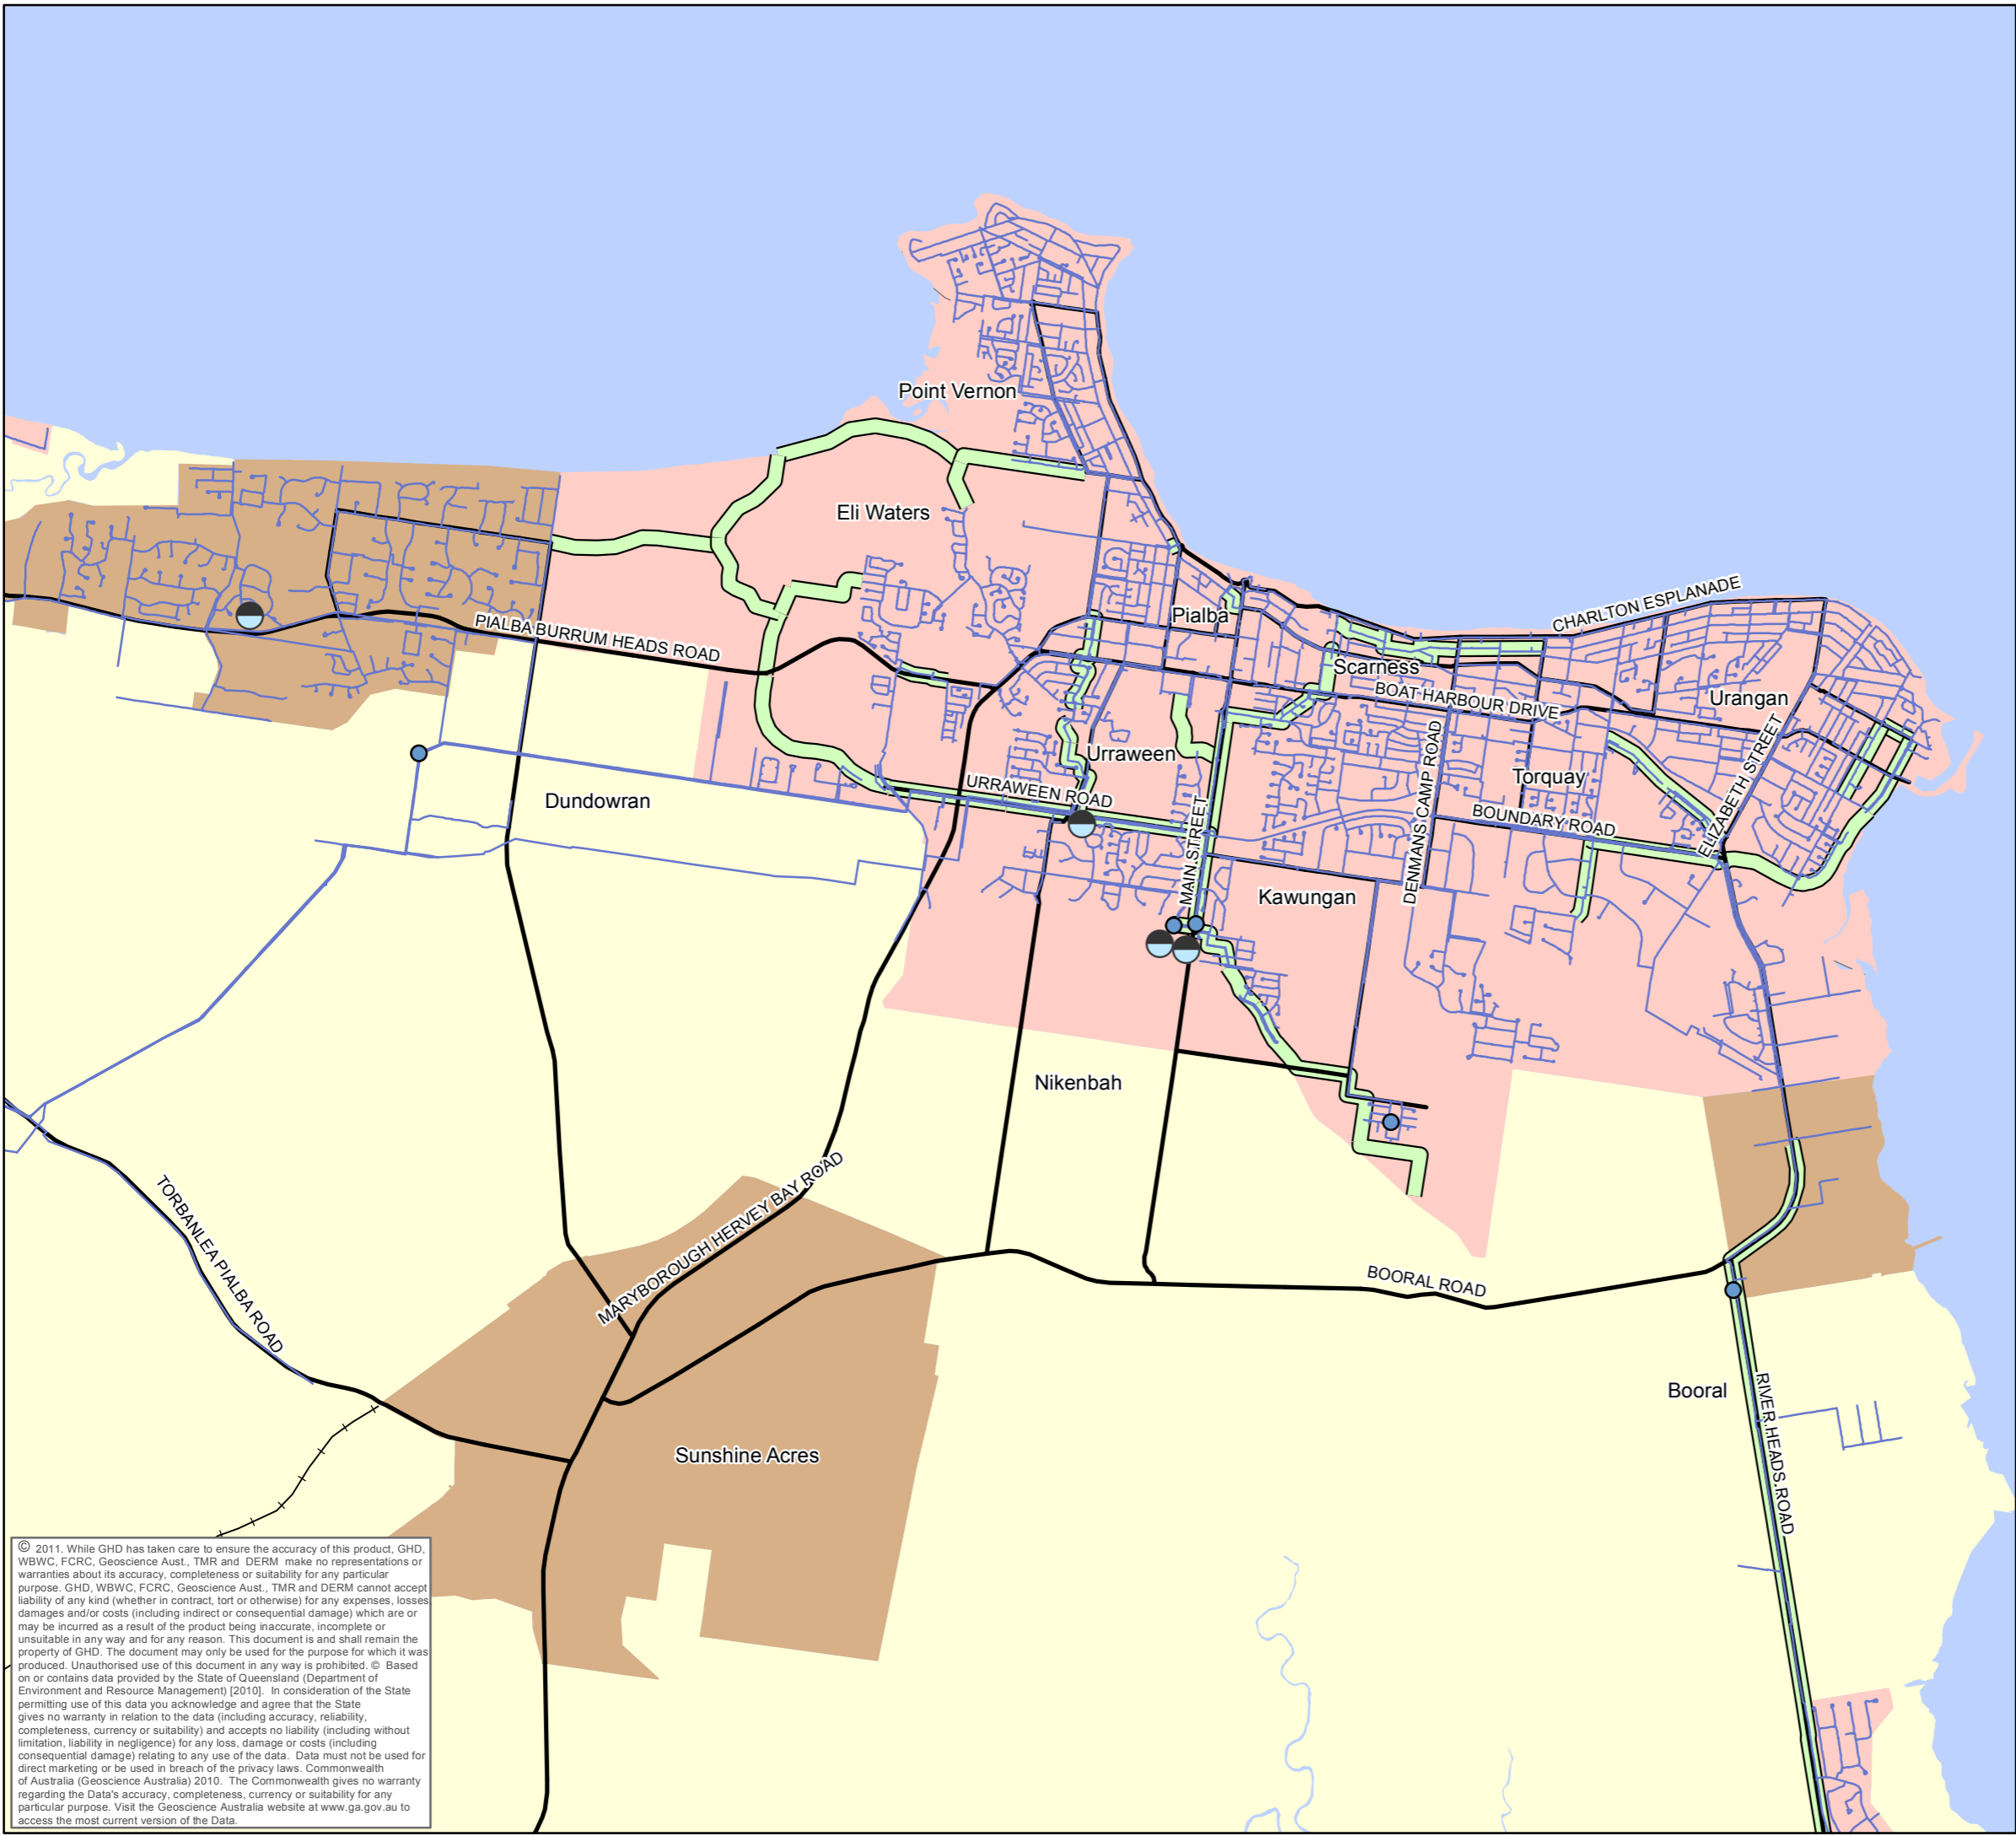 Point Vernon
Eli Waters
CHARLTON ESPLANADE
Pialba
PIALBA BURRUM HEADS ROAD
Scarness
BOAT HARBOUR DRIVE
Urangan
Urraween
DENMANS CAMP ROAD
Torquay
ELIZABETH STREET
URRAWEEN ROAD
Dundowran
MAIN STREET
BOUNDARY ROAD
Kawungan
Nikenbah
TORBANLEA PIALBA ROAD
MARYBOROUGH HERVEY BAY ROAD
BOORAL ROAD
Booral
RIVER HEADS ROAD
Sunshine Acres
© 2011. While GHD has taken care to ensure the accuracy of this product, GHD,
WBWC, FCRC, Geoscience Aust., TMR and DERM make no representations or
warranties about its accuracy, completeness or suitability for any particular
purpose. GHD, WBWC, FCRC, Geoscience Aust., TMR and DERM cannot accept
liability of any kind (whether in contract, tort or otherwise) for any expenses, losses,
damages and/or costs (including indirect or consequential damage) which are or
may be incurred as a result of the product being inaccurate, incomplete or
unsuitable in any way and for any reason. This document is and shall remain the
property of GHD. The document may only be used for the purpose for which it was
produced. Unauthorised use of this document in any way is prohibited. © Based
on or contains data provided by the State of Queensland (Department of
Environment and Resource Management) [2010]. In consideration of the State
permitting use of this data you acknowledge and agree that the State
gives no warranty in relation to the data (including accuracy, reliability,
completeness, currency or suitability) and accepts no liability (including without
limitation, liability in negligence) for any loss, damage or costs (including
consequential damage) relating to any use of the data. Data must not be used for
direct marketing or be used in breach of the privacy laws. Commonwealth
of Australia (Geoscience Australia) 2010. The Commonwealth gives no warranty
regarding the Data's accuracy, completeness, currency or suitability for any
particular purpose. Visit the Geoscience Australia website at www.ga.gov.au to
access the most current version of the Data.